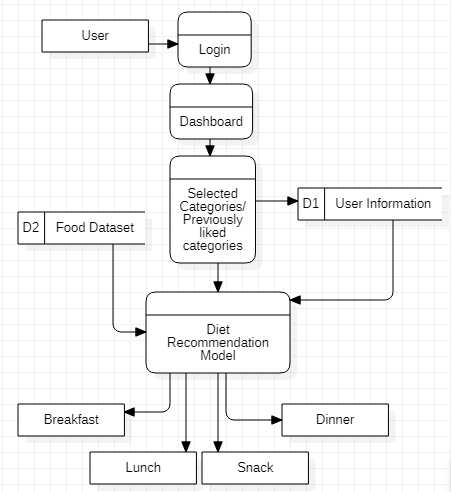 User
Login
Dashboard
Selected
Categories/
Previously
liked
categories
D1 User Information
D2 Food Dataset
Diet
Recommendation
Model
Breakfast
Dinner
Lunch
Snack